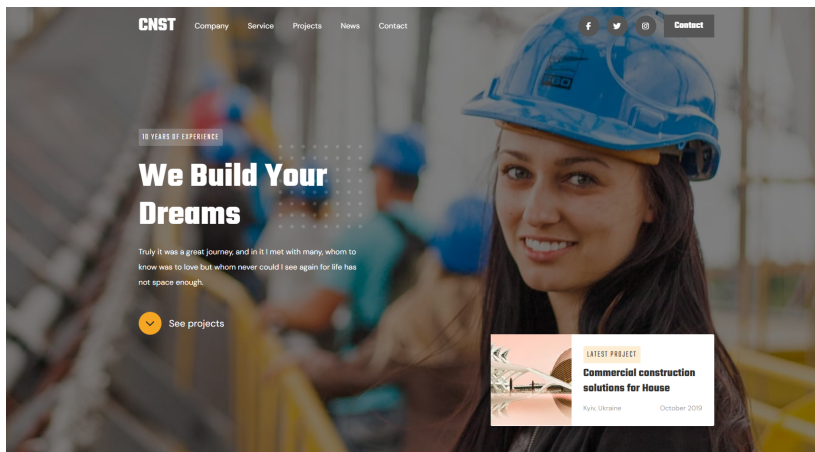 CNST
Company
Service
Projects
News
Contact
Contact
10 YEARS OF EXPERIENCE
We Build Your
Dreams
Truly it was a great journey, and in it I met with many, whom to
know was to love but whom never could I see again for life has
not space enough.
See projects
LATEST PROJECT
Commercial construction
solutions for House
Kyiv, Ukraine
October 2019